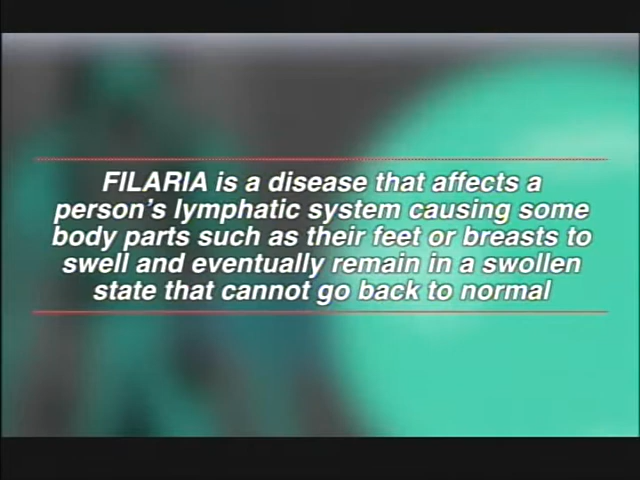 FILARIA is a disease that affects a
person's lymphatic system causing some
body parts such as their feet or breasts to
swell and eventually remain in a swollen
state that cannot go back to normal